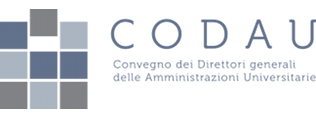 CODAU
Convegno dei Direttori generali
delle Amministrazioni Universitarie